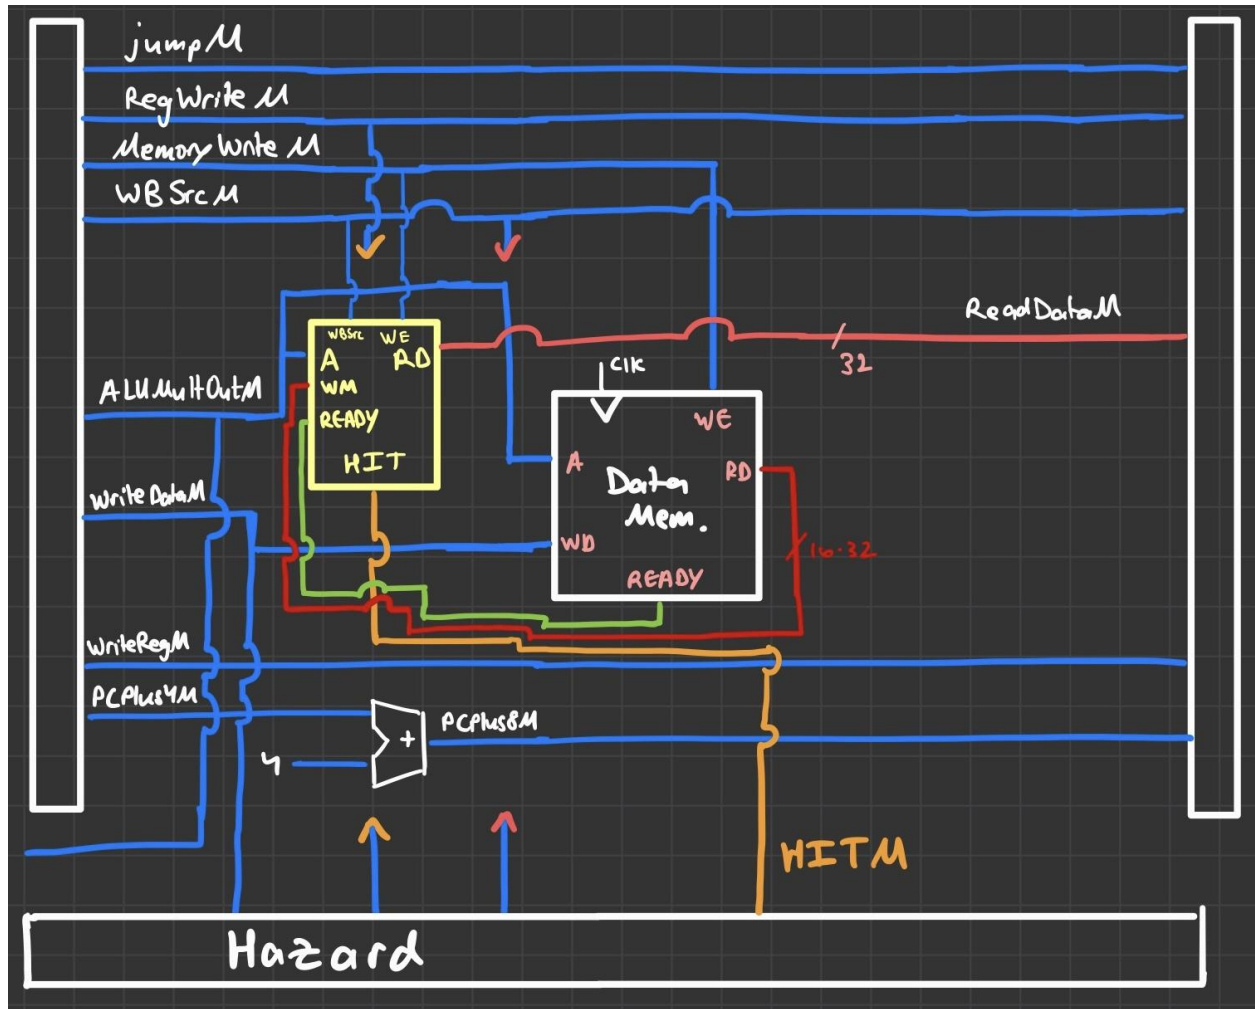 jumpM
RegWriteM
MemoryWriteM
WBSrcM
ReadDataM
32
WBSrc WE
A RD
WM
READY
HIT
ALUMultOutM
Clk
WE
A
RD
Data
Mem.
WD
READY
16·32
WriteDataM
WriteRegM
PCPlus4M
PCPlus8M
+
4
HITM
Hazard